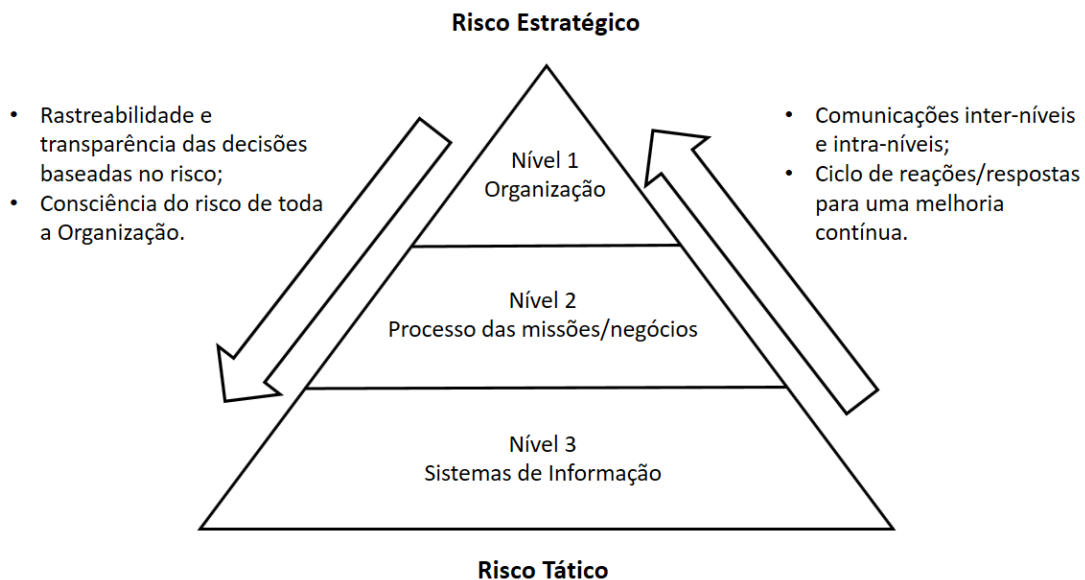 Risco Estratégico
• Rastreabilidade e
transparência das decisões
baseadas no risco;
• Consciência do risco de toda
a Organização.
• Comunicações inter-níveis
e intra-níveis;
• Ciclo de reações/respostas
para uma melhoria
contínua.
Nível 1
Organização
Nível 2
Processo das missões/negócios
Nível 3
Sistemas de Informação
Risco Tático